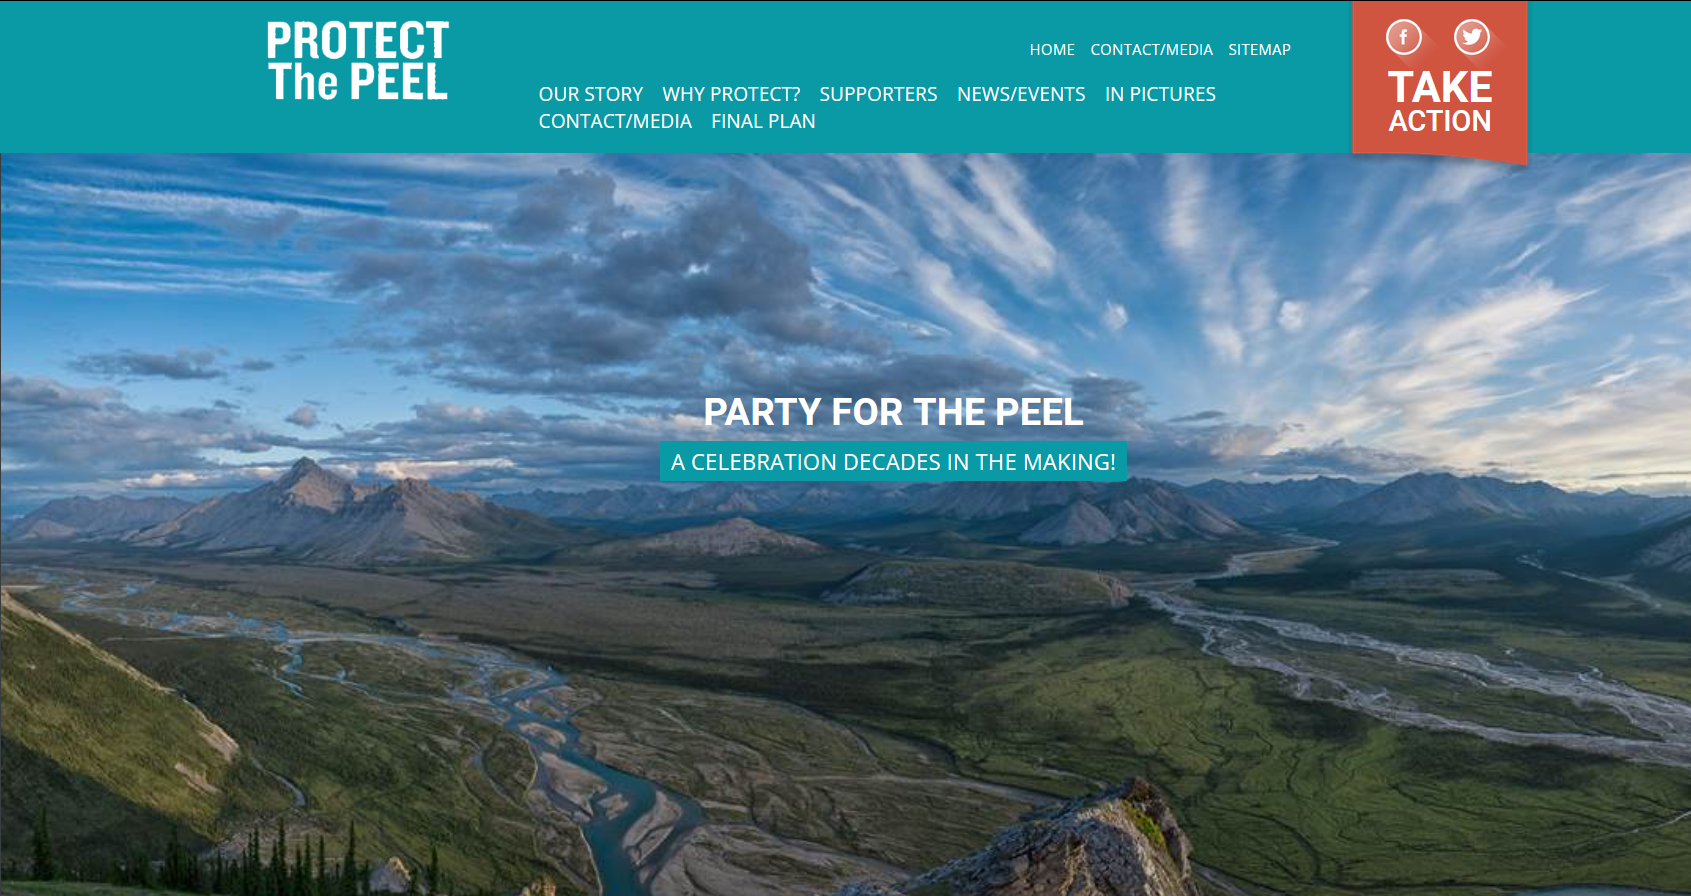 PROTECT
The PEEL
HOME CONTACT/MEDIA SITEMAP
OUR STORY WHY PROTECT? SUPPORTERS NEWS/EVENTS IN PICTURES
CONTACT/MEDIA FINAL PLAN
f
TAKE
ACTION
PARTY FOR THE PEEL
A CELEBRATION DECADES IN THE MAKING!